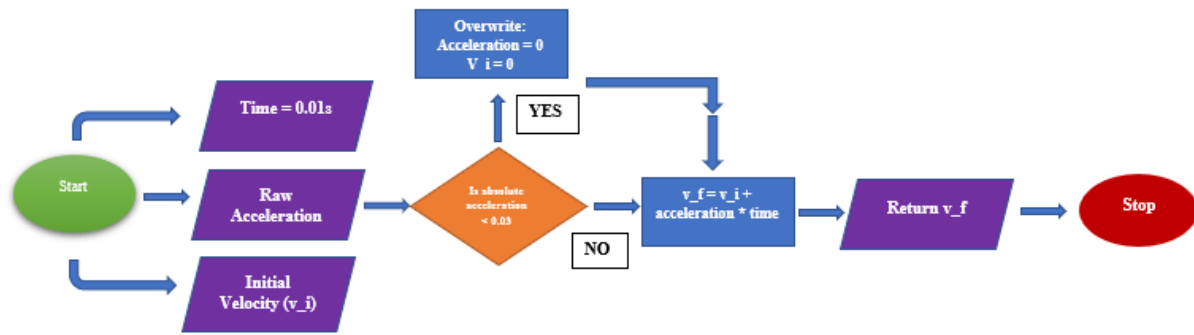 Start
Time = 0.01s
Raw
Acceleration
Initial
Velocity (v_i)
Is absolute
acceleration
< 0.03
YES
Overwrite:
Acceleration = 0
V_i = 0
NO
v_f = v_i +
acceleration * time
Return v_f
Stop